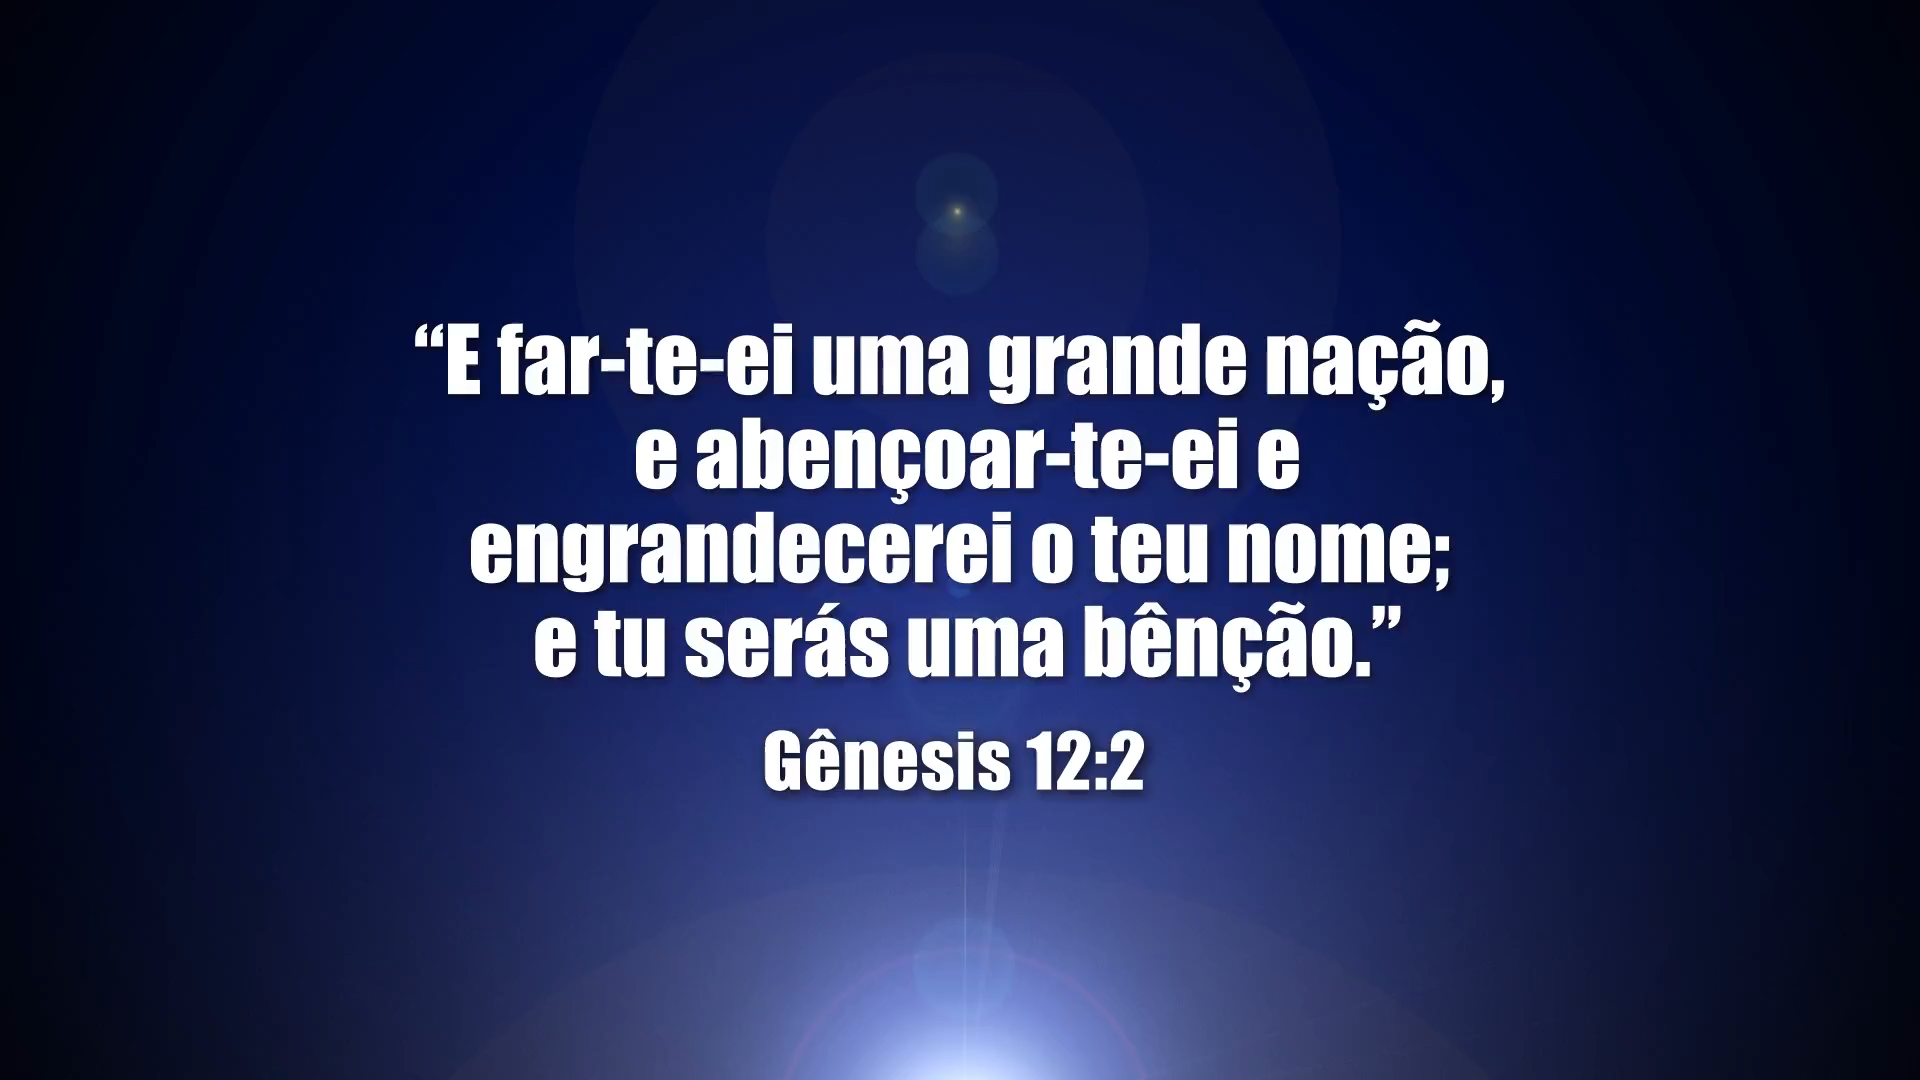 “E far-te-ei uma grande nação,
e abençoar-te-ei e
engrandecerei o teu nome;
e tu serás uma bênção.”
Gênesis 12:2